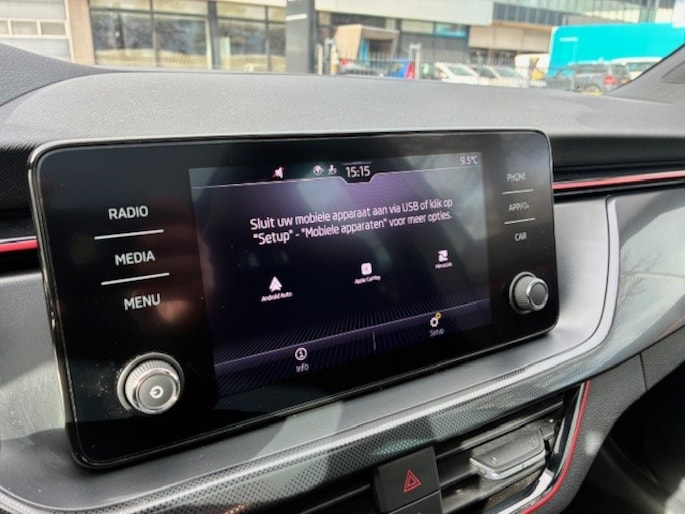 15:15
9.5°C
RADIO
MEDIA
MENU
Sluit uw mobiele apparaat aan via USB of klik op
"Setup" - "Mobiele apparaten" voor meer opties.
Android Auto
Apple CarPlay
MirrorLink
Info
Setup
PHONE
APP/
CAR